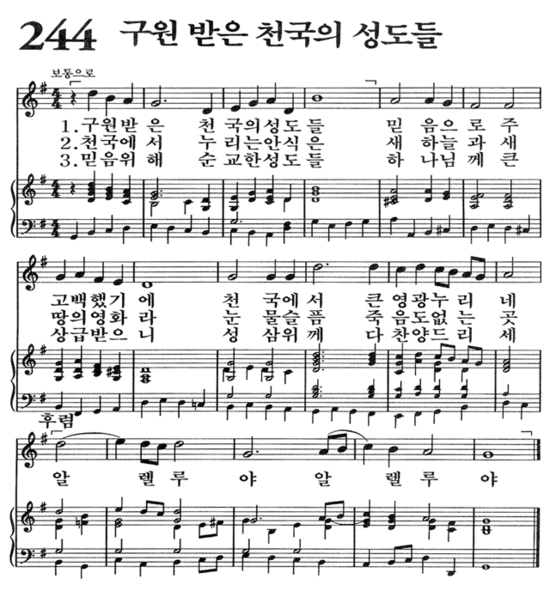 244 구원 받은 천국의 성도들
보통으로
1. 구원받 은 천 국의성도들 믿 음으로주
2. 천국에서 누리는안식은 새 하늘과 새
3. 믿음위 해 순교한성도들 하 나님께 큰
고백했기 에 천 국에서 큰영광누리 네
땅의영화 라 눈 물슬픔 죽음도없는 곳
상급받으 니 성 삼위께 다찬양드리 세
후렴
알 렐 루 야 알 렐 루 야